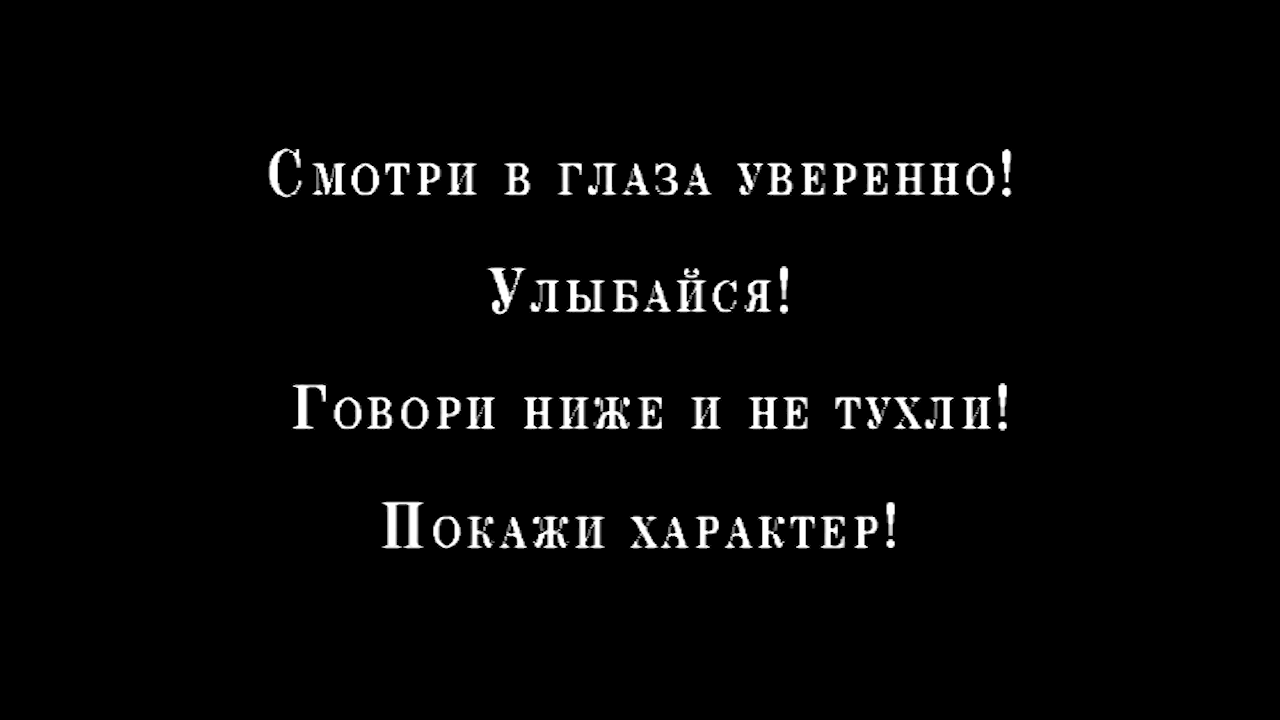 Смотри в глаза уверенно!
Улыбайся!
Говори ниже и не тухли!
Покажи характер!